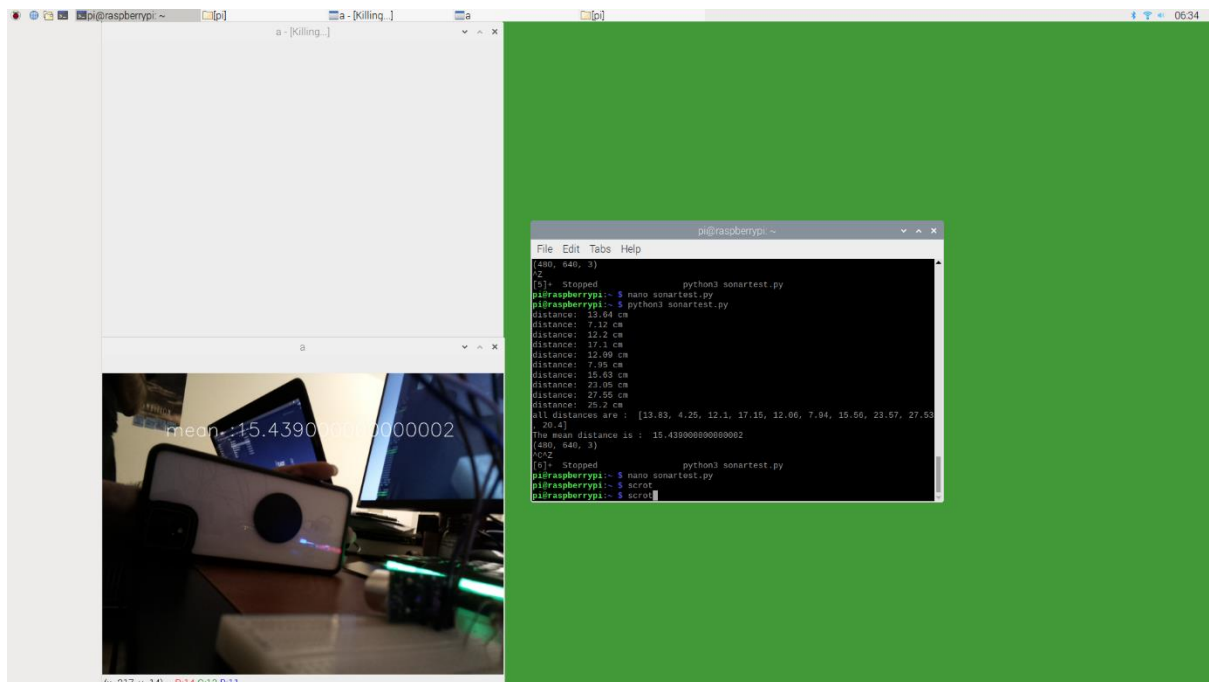 pi@raspberrypi: ~ [pi] a - [Killing...] a [pi] 06:34
a - [Killing...]
a
mean :15.439000000000002
pi@raspberrypi: ~
File Edit Tabs Help
(480, 640, 3)
^Z
[5]+ Stopped python3 sonartest.py
pi@raspberrypi:~ $ nano sonartest.py
pi@raspberrypi:~ $ python3 sonartest.py
distance: 13.64 cm
distance: 7.12 cm
distance: 12.2 cm
distance: 17.1 cm
distance: 12.09 cm
distance: 7.95 cm
distance: 15.63 cm
distance: 23.05 cm
distance: 27.55 cm
distance: 25.2 cm
all distances are : [13.83, 4.25, 12.1, 17.15, 12.06, 7.94, 15.56, 23.57, 27.53
, 20.4]
The mean distance is : 15.439000000000002
(480, 640, 3)
^C^Z
[6]+ Stopped python3 sonartest.py
pi@raspberrypi:~ $ nano sonartest.py
pi@raspberrypi:~ $ scrot
pi@raspberrypi:~ $ scrot